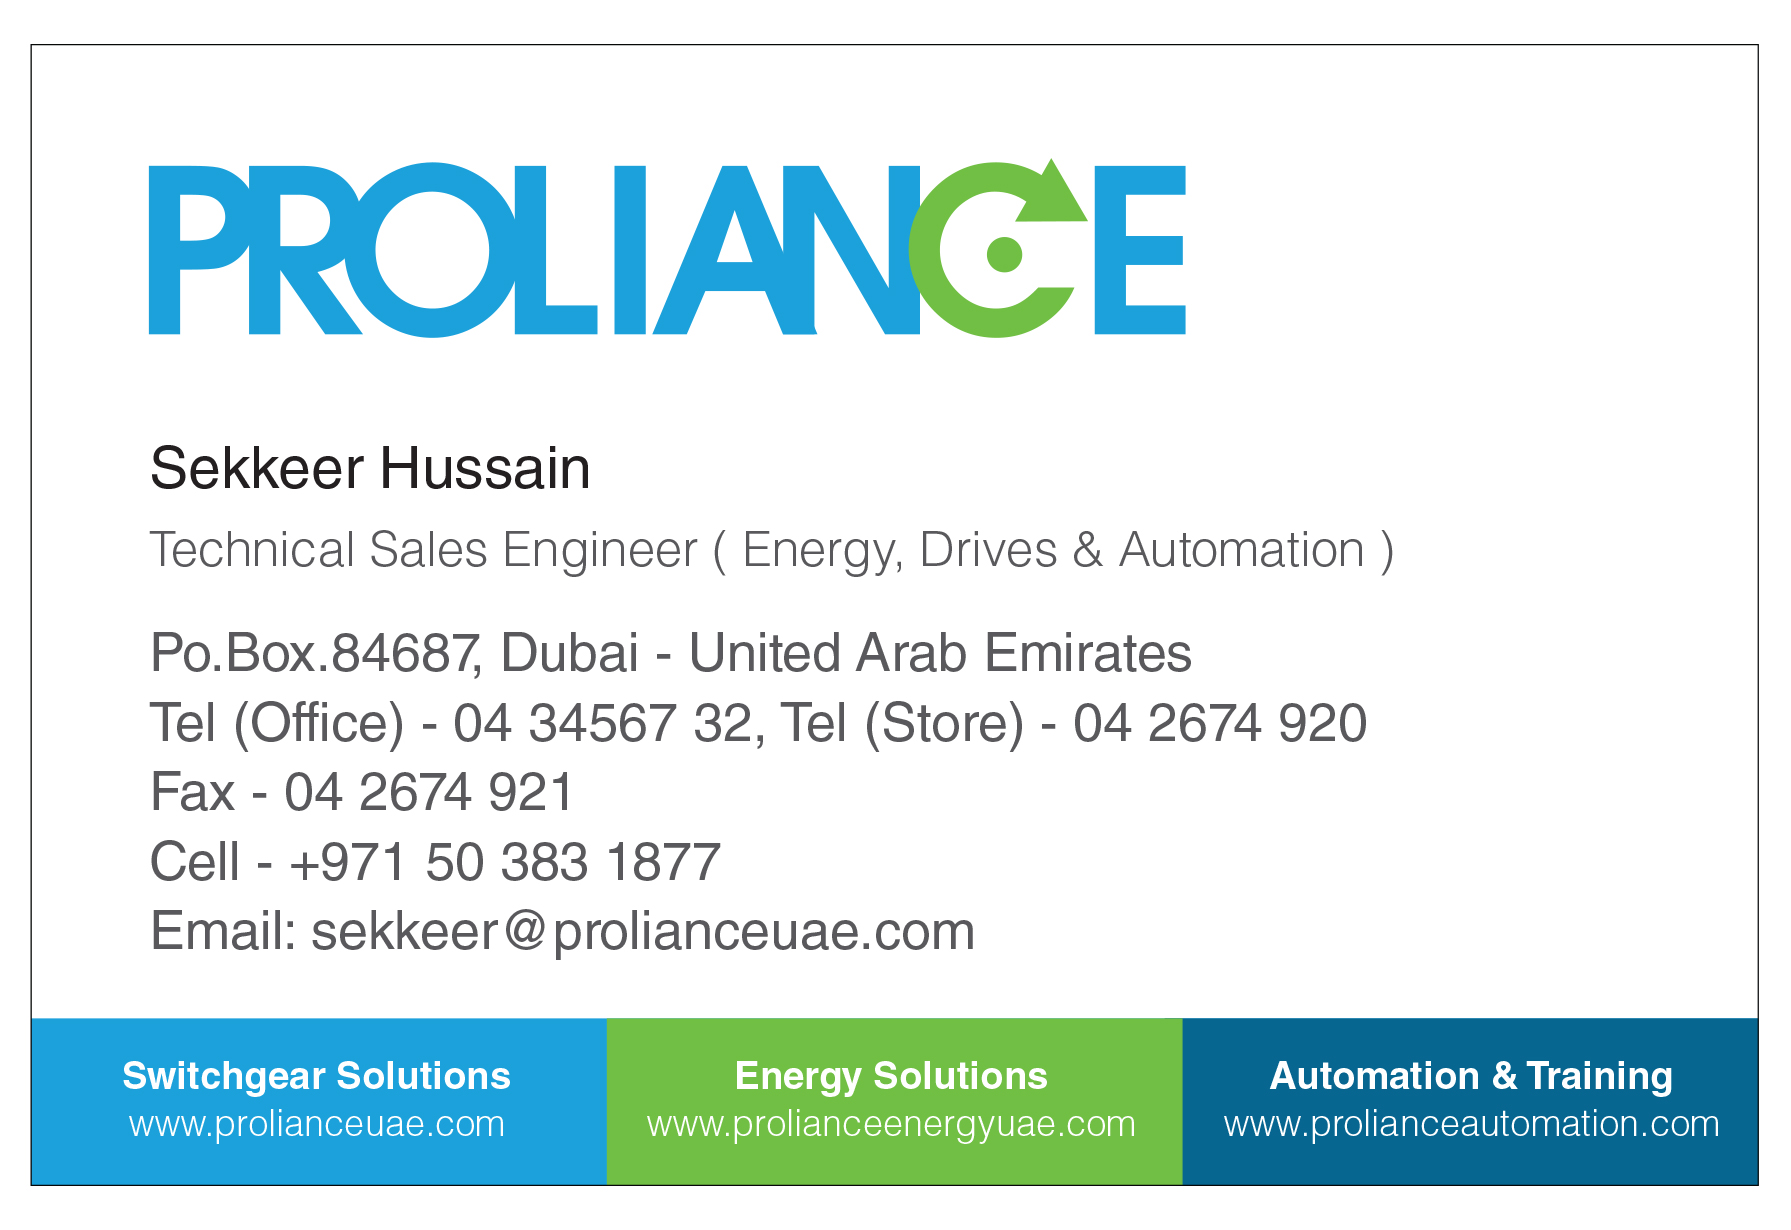 PROLIANCE
Sekkeer Hussain
Technical Sales Engineer ( Energy, Drives & Automation )
Po.Box.84687, Dubai - United Arab Emirates
Tel (Office) - 04 34567 32, Tel (Store) - 04 2674 920
Fax - 04 2674 921
Cell - +971 50 383 1877
Email: sekkeer@prolianceuae.com
Switchgear Solutions
www.prolianceuae.com
Energy Solutions
www.prolianceenergyuae.com
Automation & Training
www.prolianceautomation.com